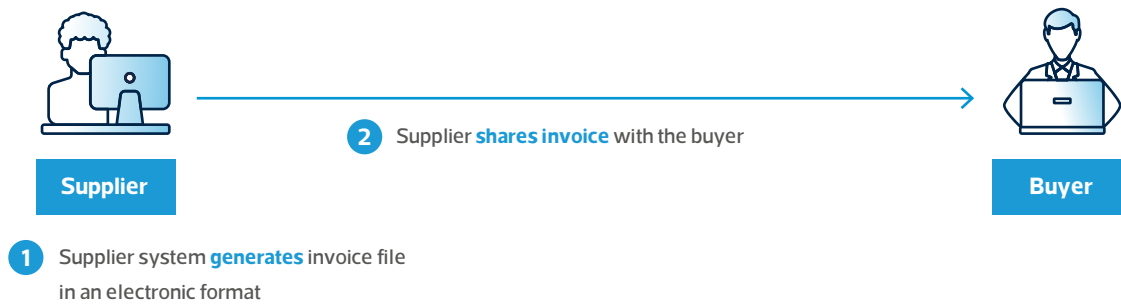 2 Supplier shares invoice with the buyer
Supplier
Buyer
1 Supplier system generates invoice file
in an electronic format